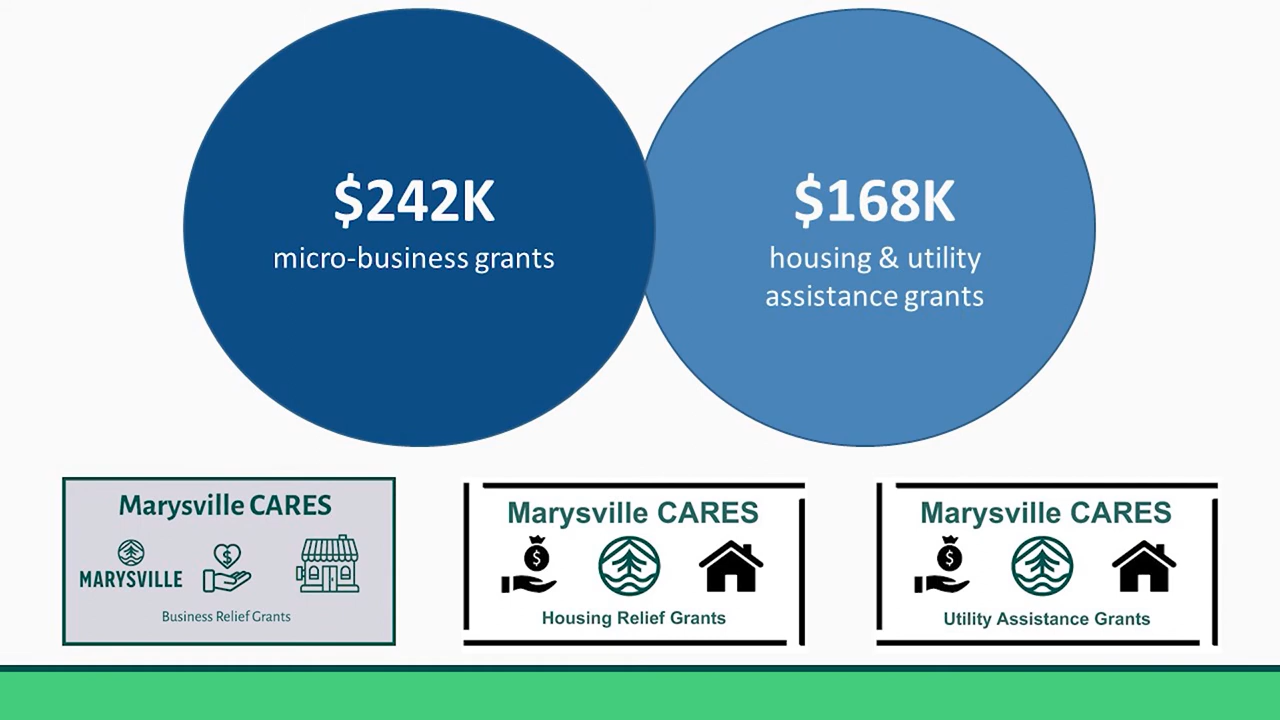 $242K
micro-business grants
$168K
housing & utility
assistance grants
Marysville CARES
$
MARYSVILLE
Business Relief Grants
Marysville CARES
$
Housing Relief Grants
Marysville CARES
$
Utility Assistance Grants